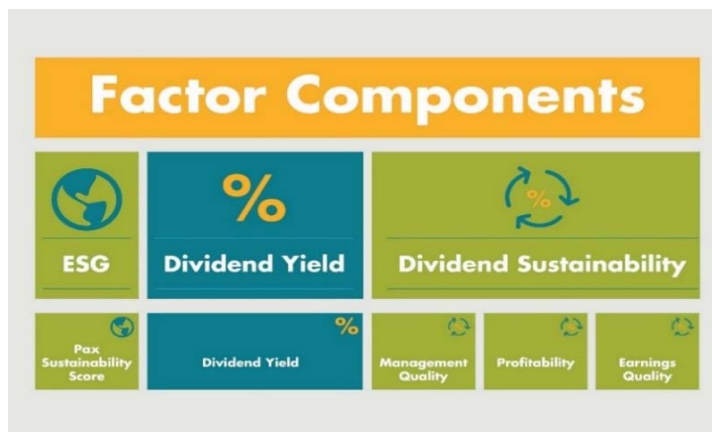 Factor Components
%
%
ESG
Dividend Yield
Dividend Sustainability
%
Pax
Sustainability
Score
Dividend Yield
Management
Quality
Profitability
Earnings
Quality